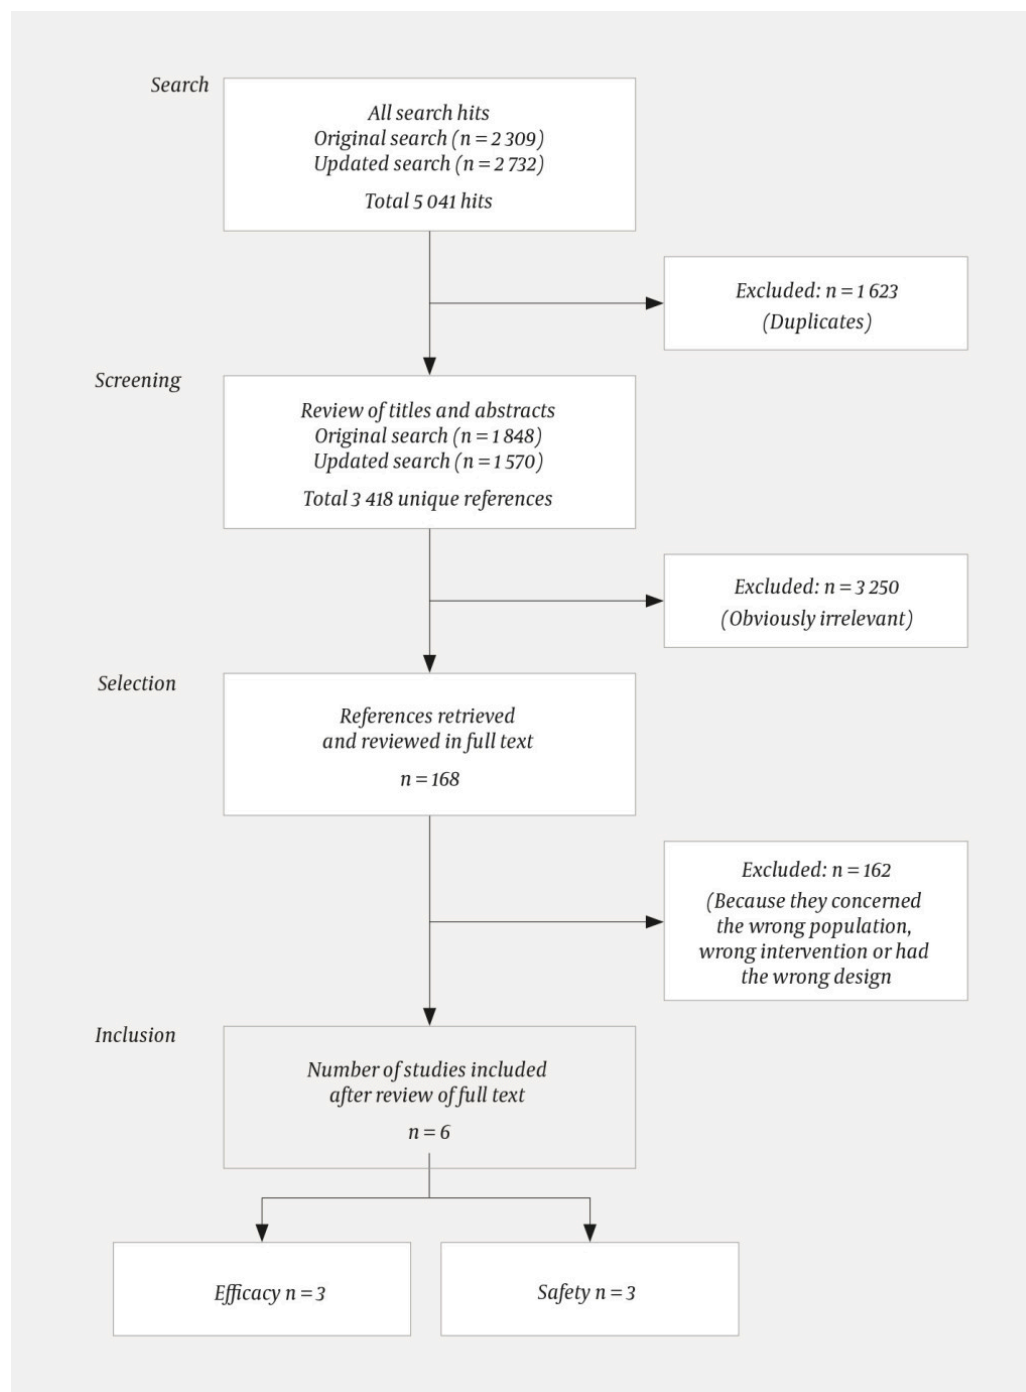 Search
All search hits
Original search (n = 2 309)
Updated search (n = 2 732)
Total 5 041 hits
Excluded: n = 1 623
(Duplicates)
Screening
Review of titles and abstracts
Original search (n = 1 848)
Updated search (n = 1 570)
Total 3 418 unique references
Excluded: n = 3 250
(Obviously irrelevant)
Selection
References retrieved
and reviewed in full text
n = 168
Excluded: n = 162
(Because they concerned
the wrong population,
wrong intervention or had
the wrong design
Inclusion
Number of studies included
after review of full text
n = 6
Efficacy n = 3
Safety n = 3